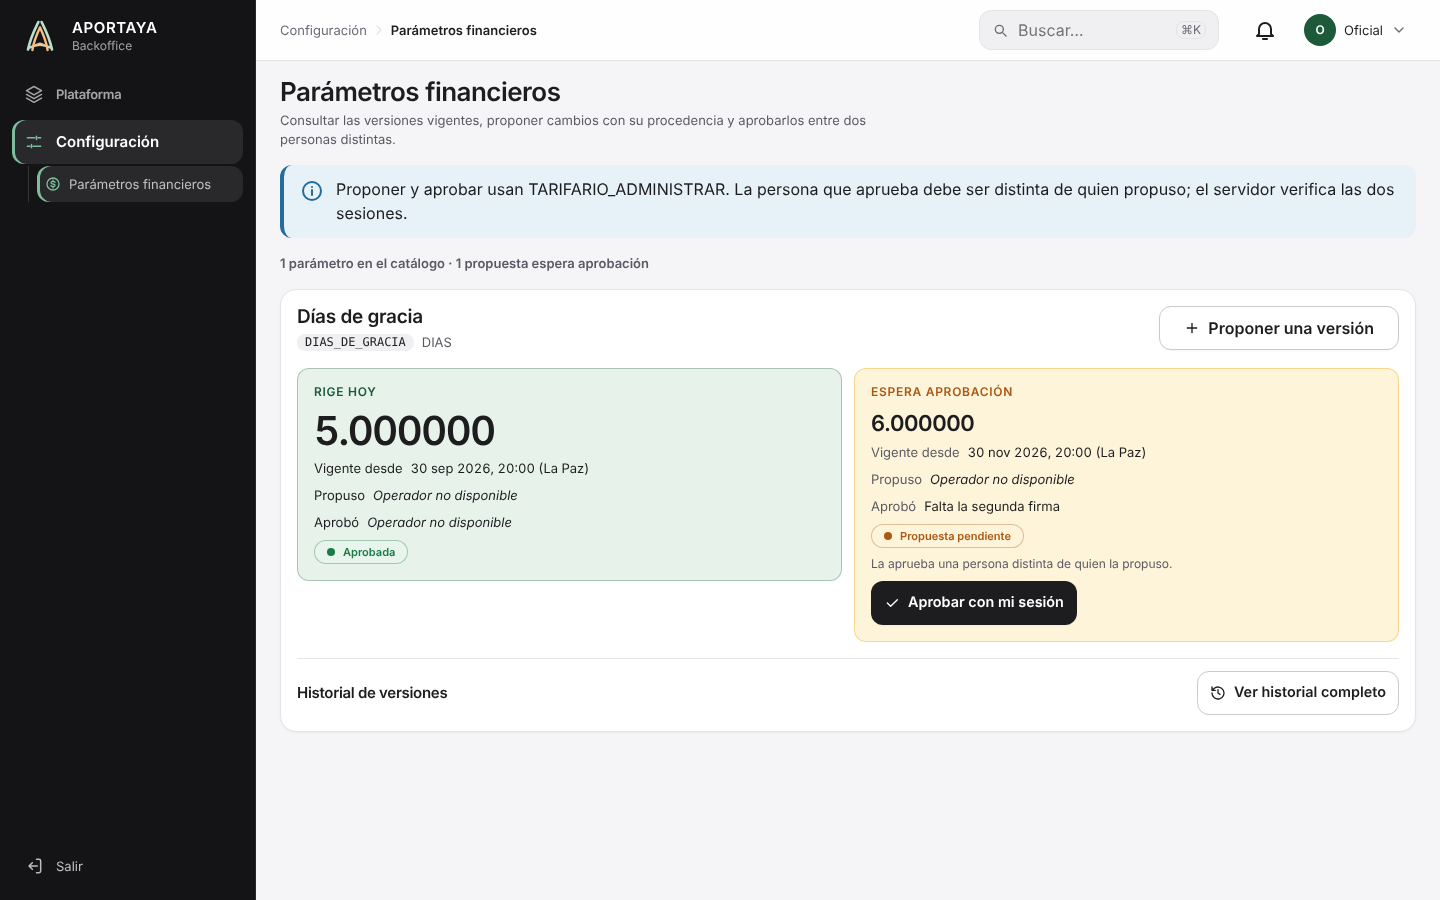 APORTAYA
Backoffice
Plataforma
Configuración
Parámetros financieros
Salir
Configuración
Parámetros financieros
Buscar...
⌘K
O
Oficial
Parámetros financieros
Consultar las versiones vigentes, proponer cambios con su procedencia y aprobarlos entre dos
personas distintas.
Proponer y aprobar usan TARIFARIO_ADMINISTRAR. La persona que aprueba debe ser distinta de quien propuso; el servidor verifica las dos
sesiones.
1 parámetro en el catálogo · 1 propuesta espera aprobación
Días de gracia
DIAS_DE_GRACIA DIAS
Proponer una versión
RIGE HOY
5.000000
Vigente desde 30 sep 2026, 20:00 (La Paz)
Propuso Operador no disponible
Aprobó Operador no disponible
Aprobada
ESPERA APROBACIÓN
6.000000
Vigente desde 30 nov 2026, 20:00 (La Paz)
Propuso Operador no disponible
Aprobó Falta la segunda firma
Propuesta pendiente
La aprueba una persona distinta de quien la propuso.
Aprobar con mi sesión
Historial de versiones
Ver historial completo